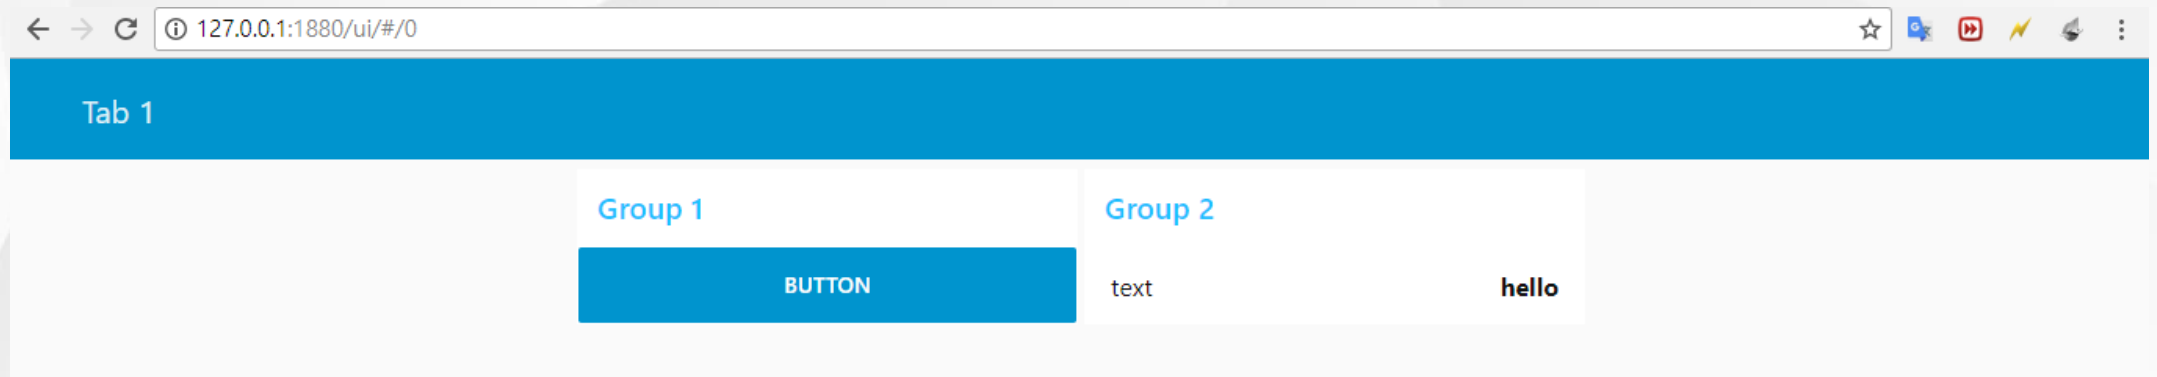 127.0.0.1:1880/ui/#/0
Tab 1
Group 1
BUTTON
Group 2
text hello